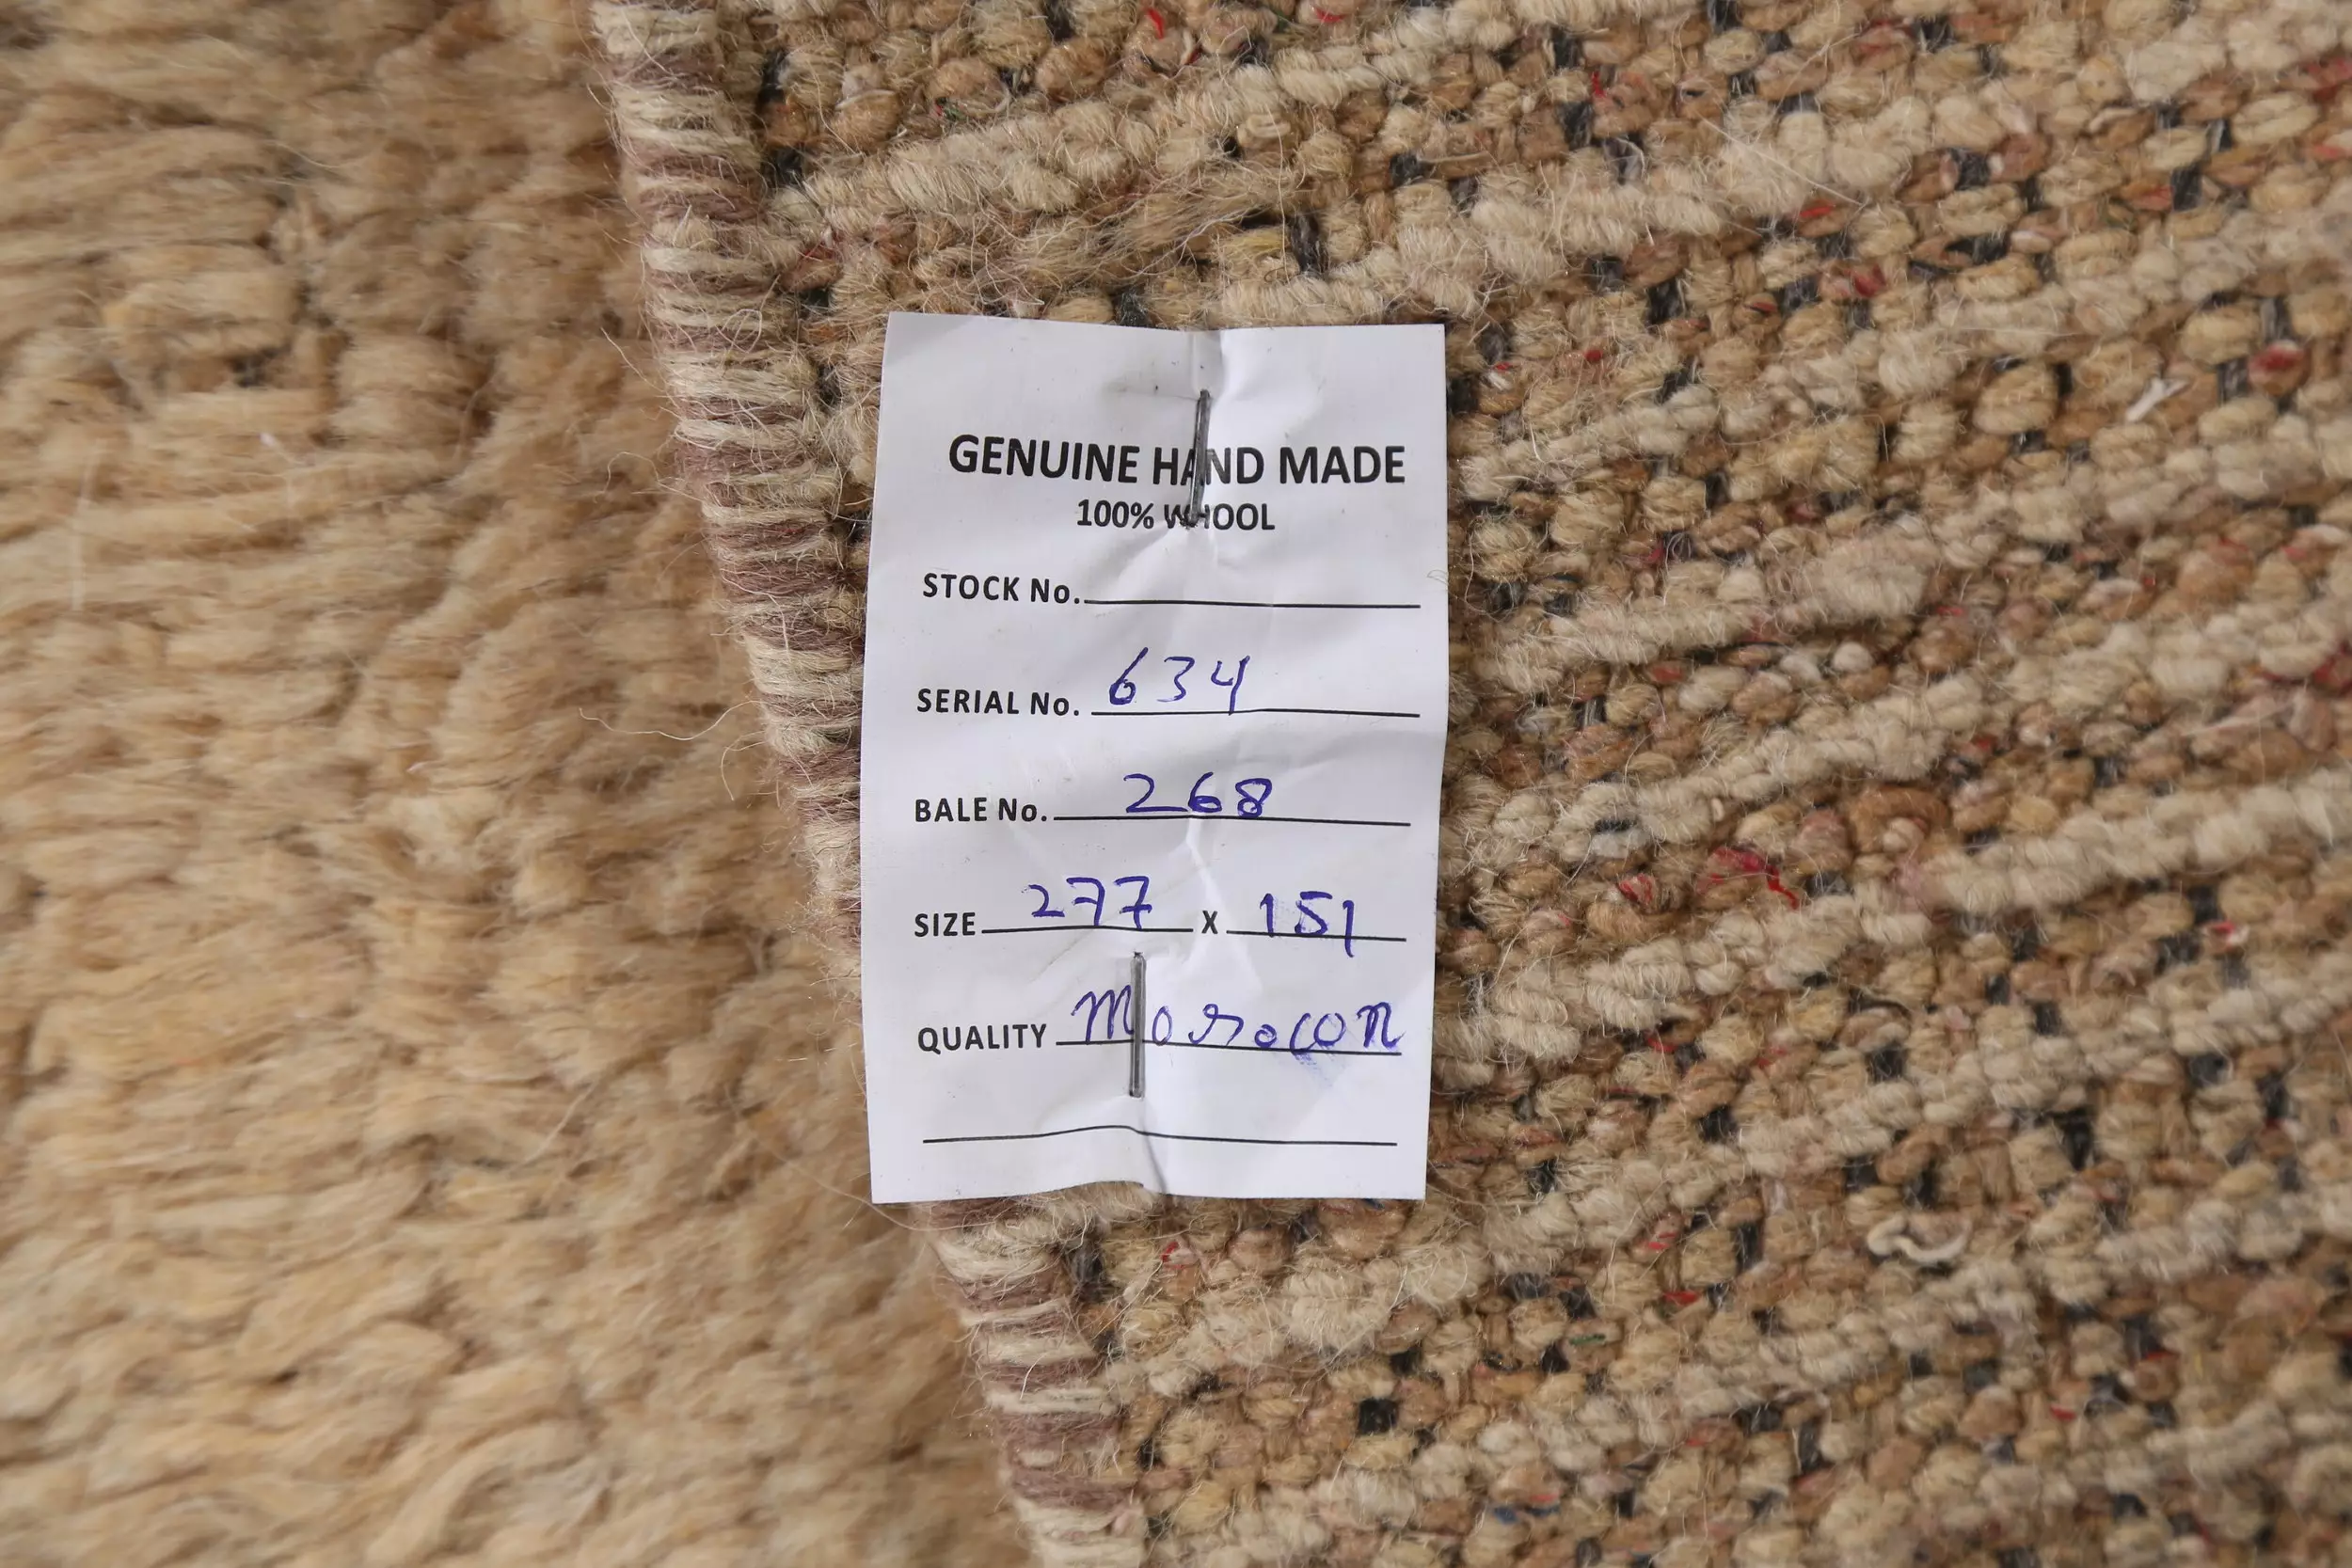 GENUINE HAND MADE
100% WHOOL
STOCK No.
SERIAL No. 634
BALE No. 268
SIZE 277 X 151
QUALITY Morocon